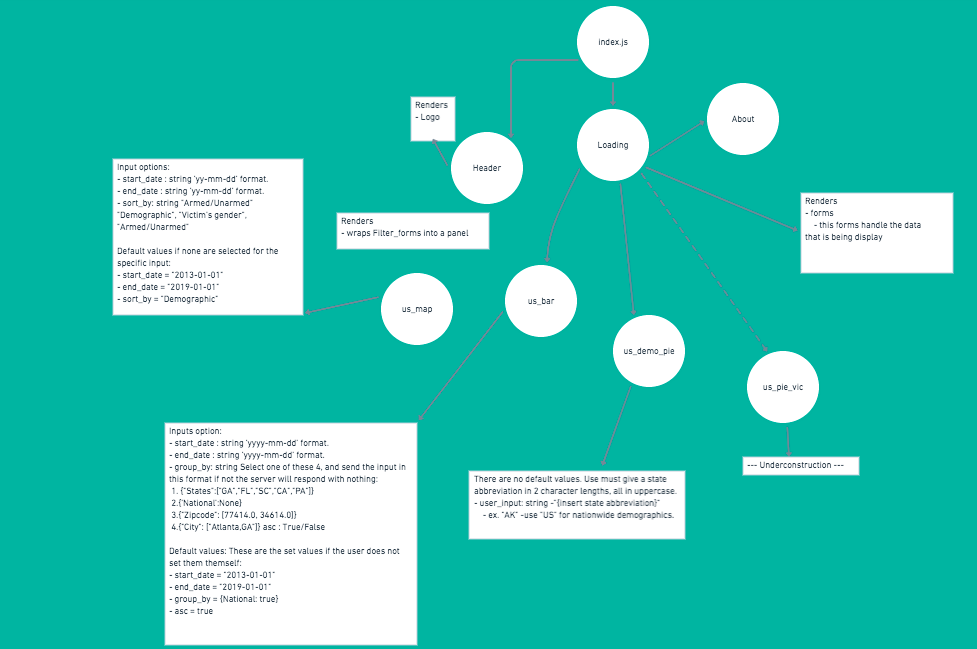 index.js
Renders
- Logo
About
Loading
Header
Input options:
- start_date : string 'yy-mm-dd' format.
- end_date : string 'yy-mm-dd' format.
- sort_by: string "Armed/Unarmed"
"Demographic", "Victim's gender",
"Armed/Unarmed"
Default values if none are selected for the
specific input:
- start_date = "2013-01-01"
- end_date = "2019-01-01"
- sort_by = "Demographic"
Renders
- wraps Filter_forms into a panel
Renders
- forms
- this forms handle the data
that is being display
us_map
us_bar
us_demo_pie
us_pie_vic
Inputs option:
- start_date : string 'yyyy-mm-dd' format.
- end_date : string 'yyyy-mm-dd' format.
- group_by: string Select one of these 4, and send the input in
this format if not the server will respond with nothing:
1. {"States":["GA","FL","SC","CA","PA"]}
2.{'National':None}
3.{"Zipcode": [77414.0, 34614.0]}
4.{"City": ["Atlanta,GA"]} asc : True/False
Default values: These are the set values if the user does not
set them themself:
- start_date = "2013-01-01"
- end_date = "2019-01-01"
- group_by = {National: true}
- asc = true
There are no default values. Use must give a state
abbreviation in 2 character lengths, all in uppercase.
- user_input: string -"{insert state abbreviation}"
- ex. "AK" -use "US" for nationwide demographics.
--- Underconstruction ---